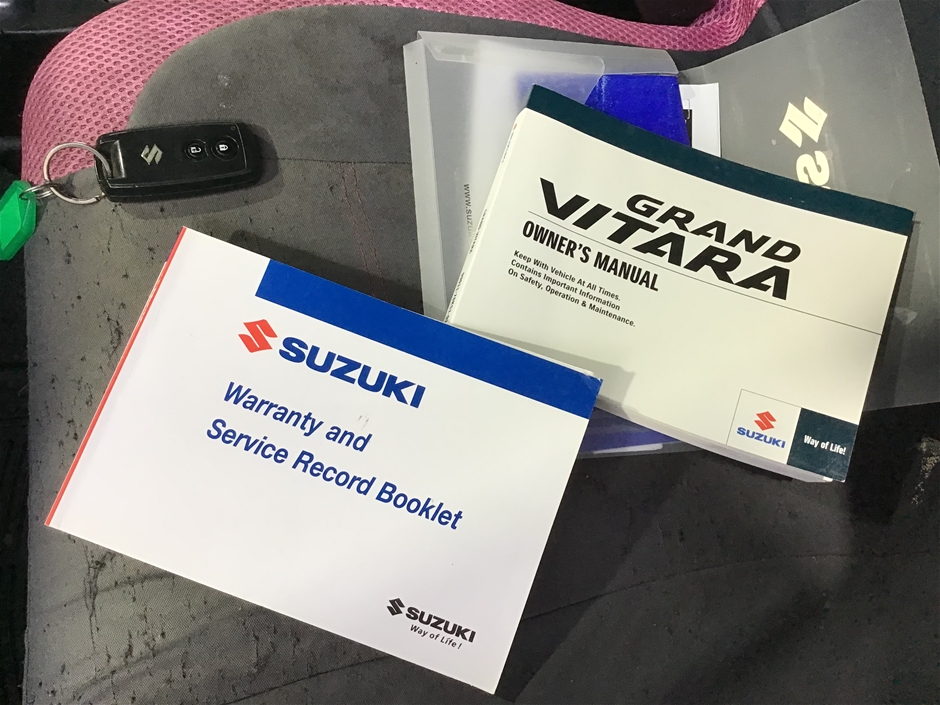 GRAND
VITARA
OWNER'S MANUAL
Keep With Vehicle At All Times.
Contains Important Information
On Safety, Operation & Maintenance.
SUZUKI
Way of Life!
SUZUKI
Warranty and
Service Record Booklet
SUZUKI
Way of Life!